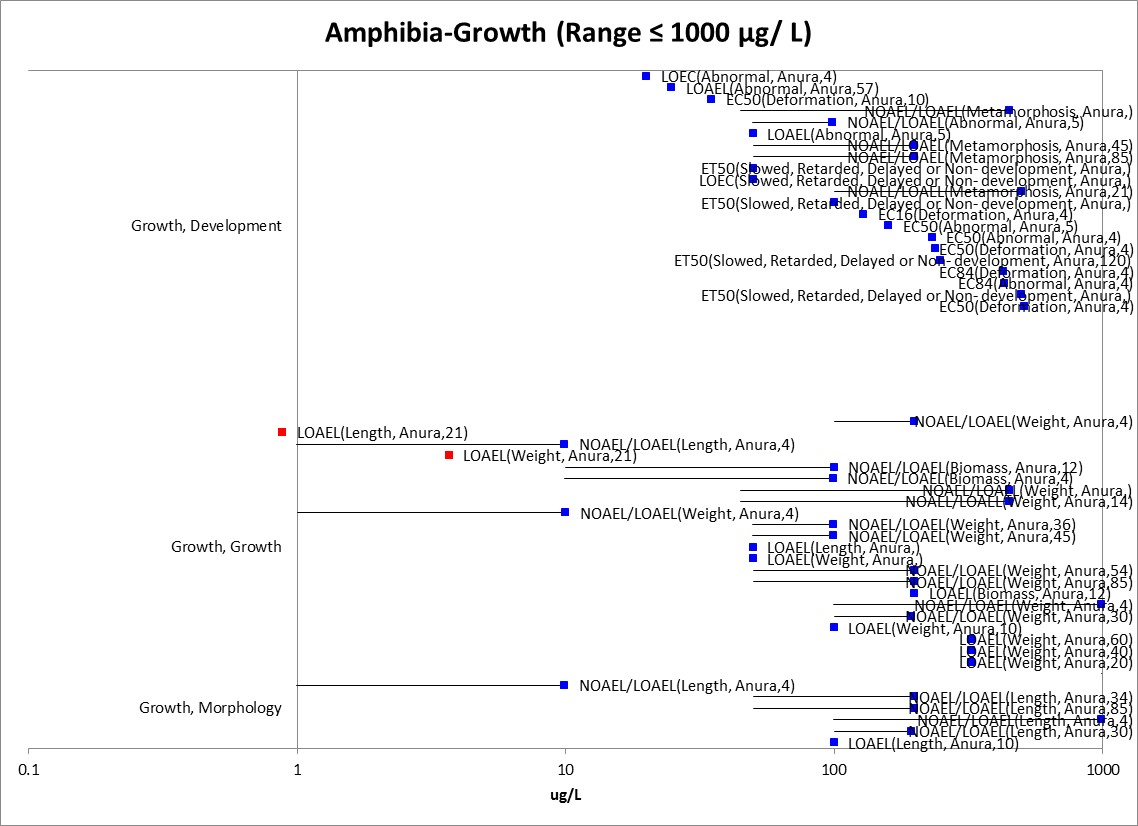 Amphibia-Growth (Range ≤ 1000 µg/ L)
LOEC(Abnormal, Anura,4)
LOAEL(Abnormal, Anura,57)
EC50(Deformation, Anura,10)
NOAEL/LOAEL(Metamorphosis, Anura,)
NOAEL/LOAEL(Abnormal, Anura,5)
LOAEL(Abnormal, Anura,5)
NOAEL/LOAEL(Metamorphosis, Anura,45)
NOAEL/LOAEL(Metamorphosis, Anura,85)
ET50(Slowed, Retarded, Delayed or Non- development, Anura,)
LOEC(Slowed, Retarded, Delayed or Non- development, Anura,)
NOAEL/LOAEL(Metamorphosis, Anura,21)
ET50(Slowed, Retarded, Delayed or Non- development, Anura,)
EC16(Deformation, Anura,4)
EC50(Abnormal, Anura,5)
Growth, Development
EC50(Abnormal, Anura,4)
EC50(Deformation, Anura,4)
ET50(Slowed, Retarded, Delayed or Non- development, Anura,120)
EC84(Deformation, Anura,4)
EC84(Abnormal, Anura,4)
ET50(Slowed, Retarded, Delayed or Non- development, Anura,)
EC50(Deformation, Anura,4)
NOAEL/LOAEL(Weight, Anura,4)
LOAEL(Length, Anura,21)
NOAEL/LOAEL(Length, Anura,4)
LOAEL(Weight, Anura,21)
NOAEL/LOAEL(Biomass, Anura,12)
NOAEL/LOAEL(Biomass, Anura,4)
NOAEL/LOAEL(Weight, Anura,)
NOAEL/LOAEL(Weight, Anura,14)
NOAEL/LOAEL(Weight, Anura,4)
NOAEL/LOAEL(Weight, Anura,36)
NOAEL/LOAEL(Weight, Anura,45)
Growth, Growth
LOAEL(Length, Anura,)
LOAEL(Weight, Anura,)
NOAEL/LOAEL(Weight, Anura,54)
NOAEL/LOAEL(Weight, Anura,85)
LOAEL(Biomass, Anura,12)
NOAEL/LOAEL(Weight, Anura,4)
NOAEL/LOAEL(Weight, Anura,30)
LOAEL(Weight, Anura,10)
LOAEL(Weight, Anura,60)
LOAEL(Weight, Anura,40)
LOAEL(Weight, Anura,20)
NOAEL/LOAEL(Length, Anura,4)
NOAEL/LOAEL(Length, Anura,34)
Growth, Morphology
NOAEL/LOAEL(Length, Anura,85)
NOAEL/LOAEL(Length, Anura,4)
NOAEL/LOAEL(Length, Anura,30)
LOAEL(Length, Anura,10)
0.1 1 10 100 1000
ug/L